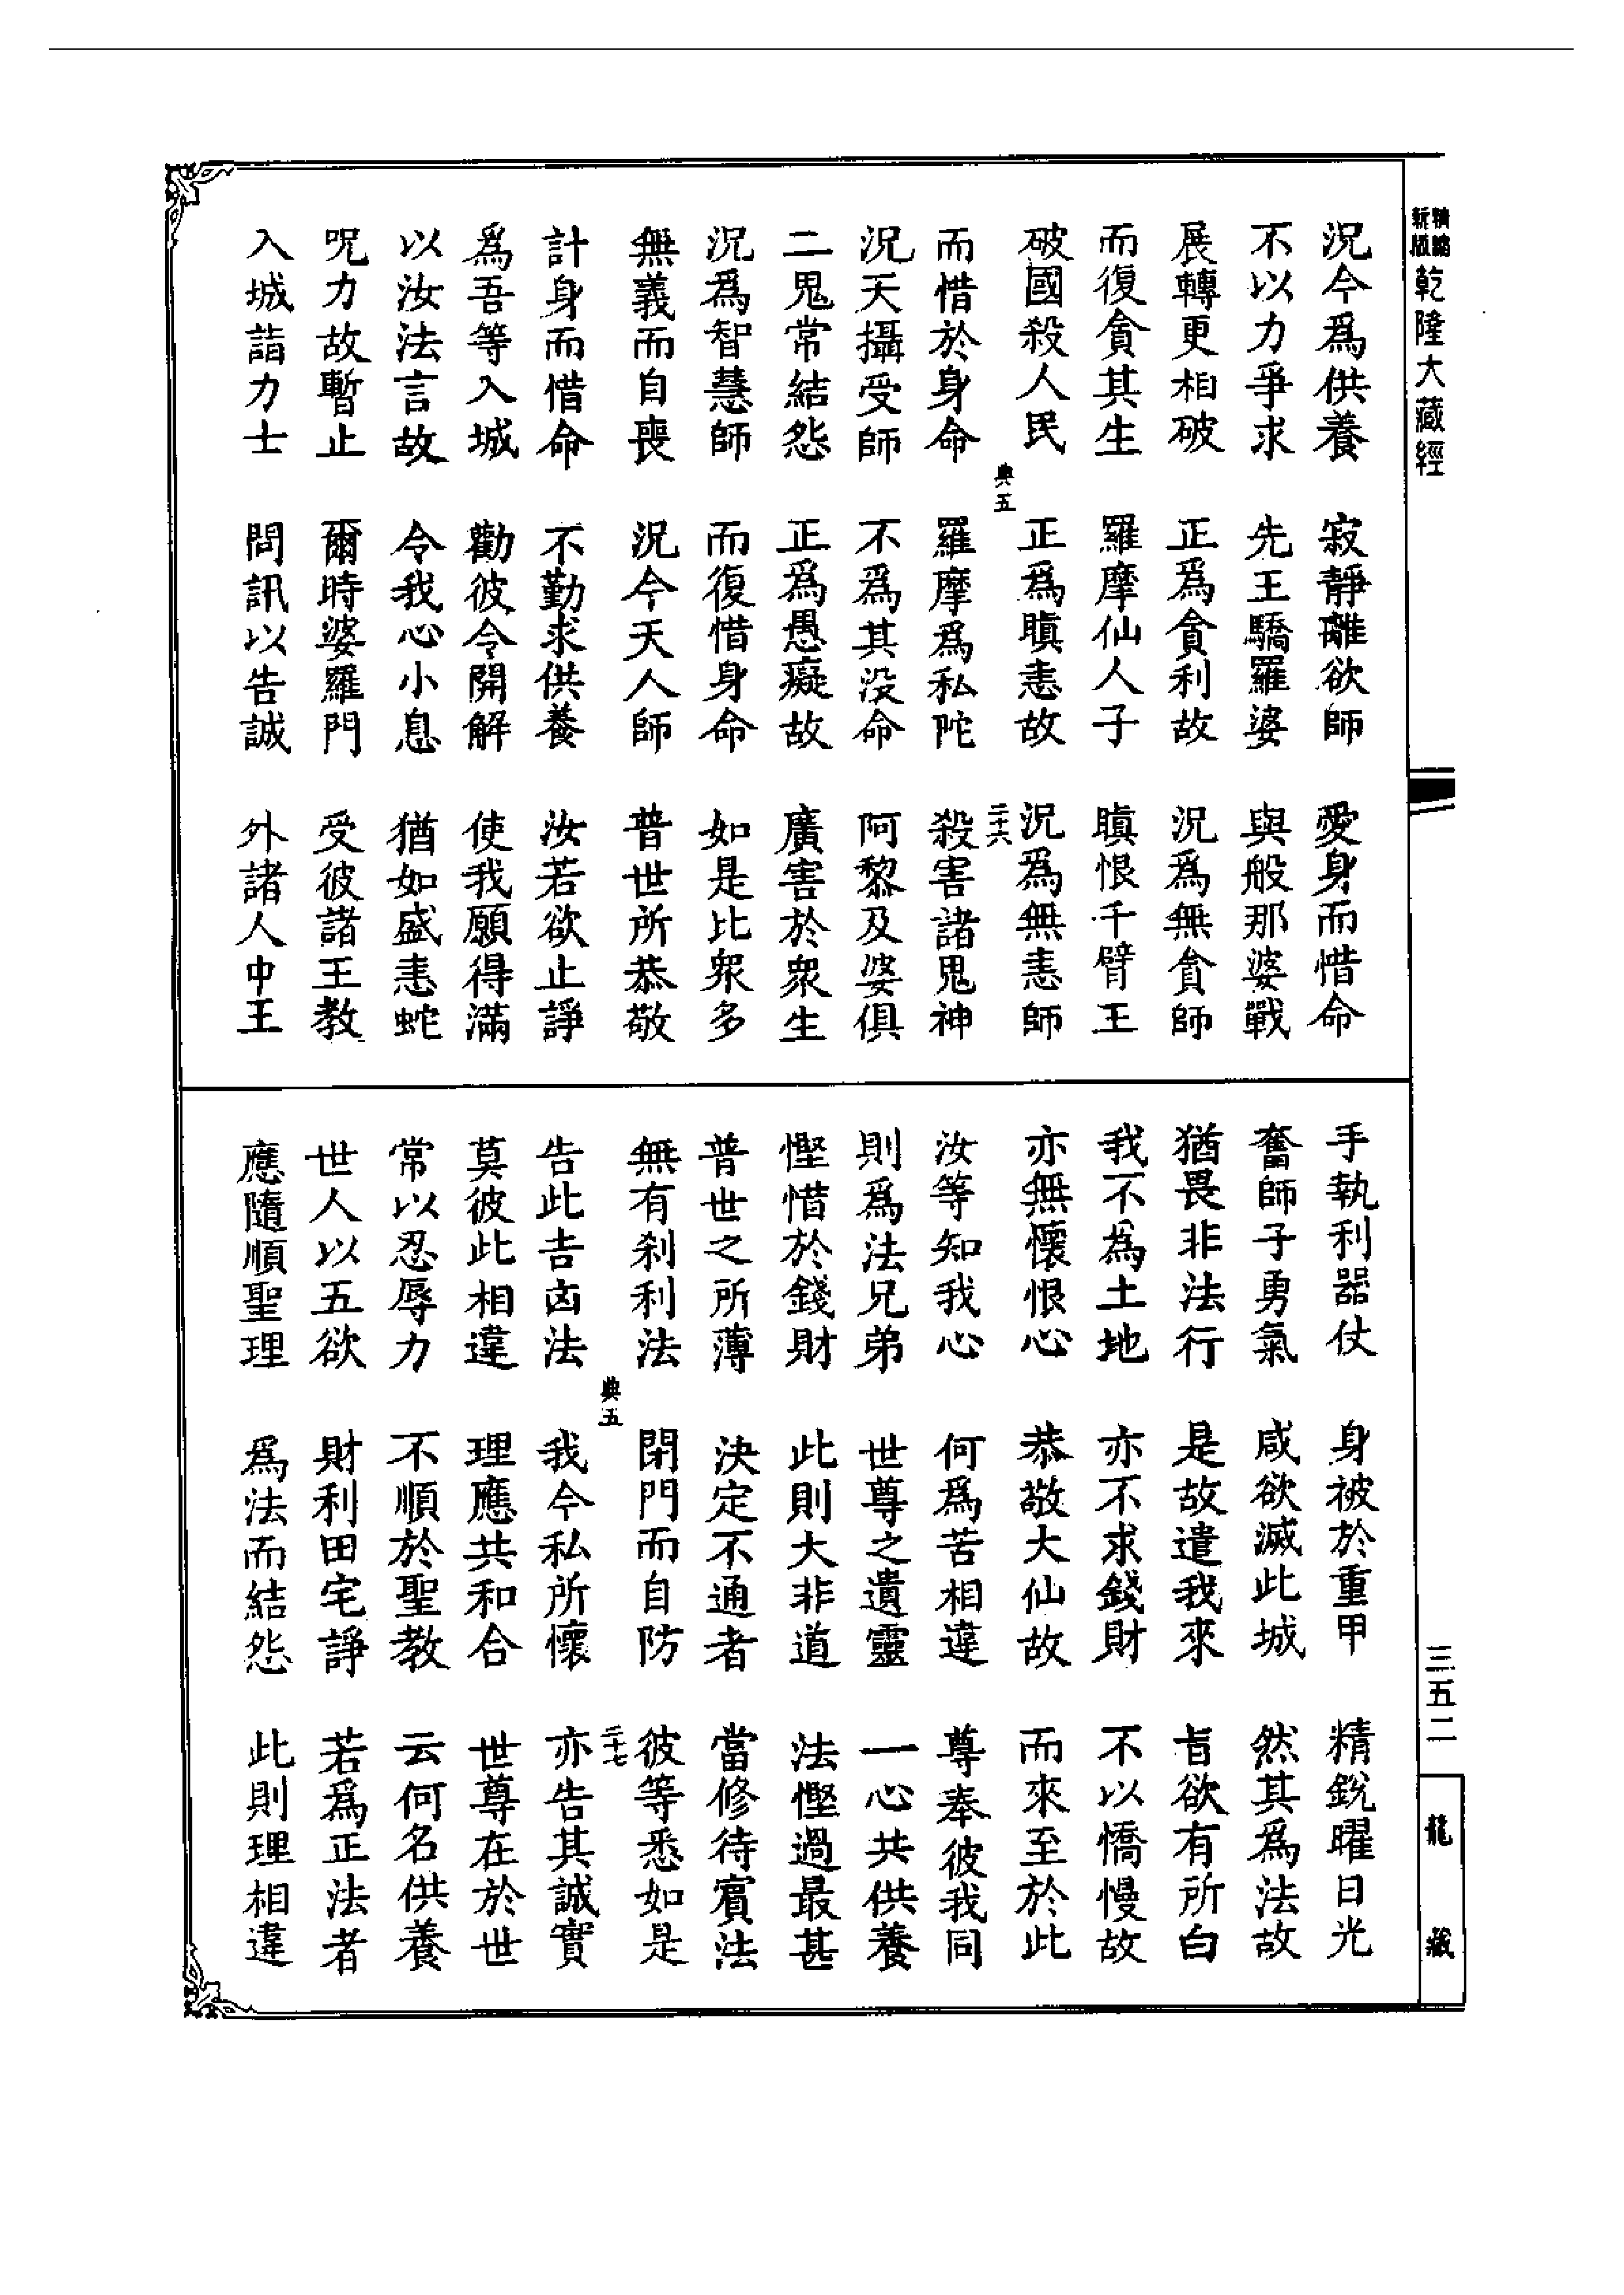 精縮新版乾隆大藏經
況今爲供養 寂靜離欲師 愛身而惜命
不以力爭求 先王驕羅婆 與般那婆戰
展轉更相破 正爲貪利故 況爲無貪師
而復貪其生 羅摩仙人子 瞋恨千臂王
破國殺人民 正爲瞋恚故 況爲無恚師
典五 二十六
而惜於身命 羅摩爲私陀 殺害諸鬼神
況天攝受師 不爲其没命 阿黎及婆俱
二鬼常結怨 正爲愚癡故 廣害於衆生
況爲智慧師 而復惜身命 如是比衆多
無義而自喪 況今天人師 普世所恭敬
計身而惜命 不勤求供養 汝若欲止諍
爲吾等入城 勸彼令開解 使我願得滿
以汝法言故 令我心小息 猶如盛恚蛇
呪力故暫止 爾時婆羅門 受彼諸王教
入城詣力士 問訊以告誠 外諸人中王
手執利器仗 身被於重甲 精銳曜日光
奮師子勇氣 咸欲滅此城 然其爲法故
猶畏非法行 是故遣我來 旨欲有所白
我不爲土地 亦不求錢財 不以憍慢故
亦無懷恨心 恭敬大仙故 而來至於此
汝等知我心 何爲苦相違 尊奉彼我同
則爲法兄弟 世尊之遺靈 一心共供養
慳惜於錢財 此則大非道 法慳過最甚
普世之所薄 決定不通者 當修待賓法
無有刹利法 閉門而自防 彼等悉如是
典五 二十七
告此吉凶法 我今私所懷 亦告其誠實
莫彼此相違 理應共和合 世尊在於世
常以忍辱力 不順於聖教 云何名供養
世人以五欲 財利田宅諍 若爲正法者
應隨順聖理 爲法而結怨 此則理相違
三五二
龍藏